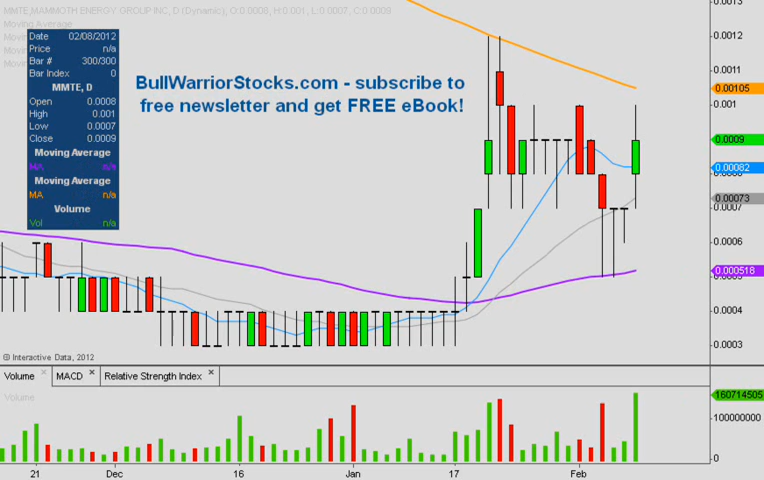 MMTE,MAMMOTH ENERGY GROUP INC, D (Dynamic), O:0.0008, H:0.001, L:0.0007, C:0.0009
Moving Average
Date 02/08/2012
Price n/a
Bar # 300/300
Bar Index 0
MMTE, D
Open 0.0008
High 0.001
Low 0.0007
Close 0.0009
Moving Average
MA n/a
Moving Average
MA n/a
Volume
Vol n/a
BullWarriorStocks.com - subscribe to
free newsletter and get FREE eBook!
0.0013
0.0012
0.0011
0.00105
0.001
0.0009
0.00082
0.00073
0.0007
0.0006
0.000518
0.0004
0.0003
© Interactive Data, 2012
Volume × MACD × Relative Strength Index ×
Volume
160714505
100000000
0
21 Dec 16 Jan 17 Feb